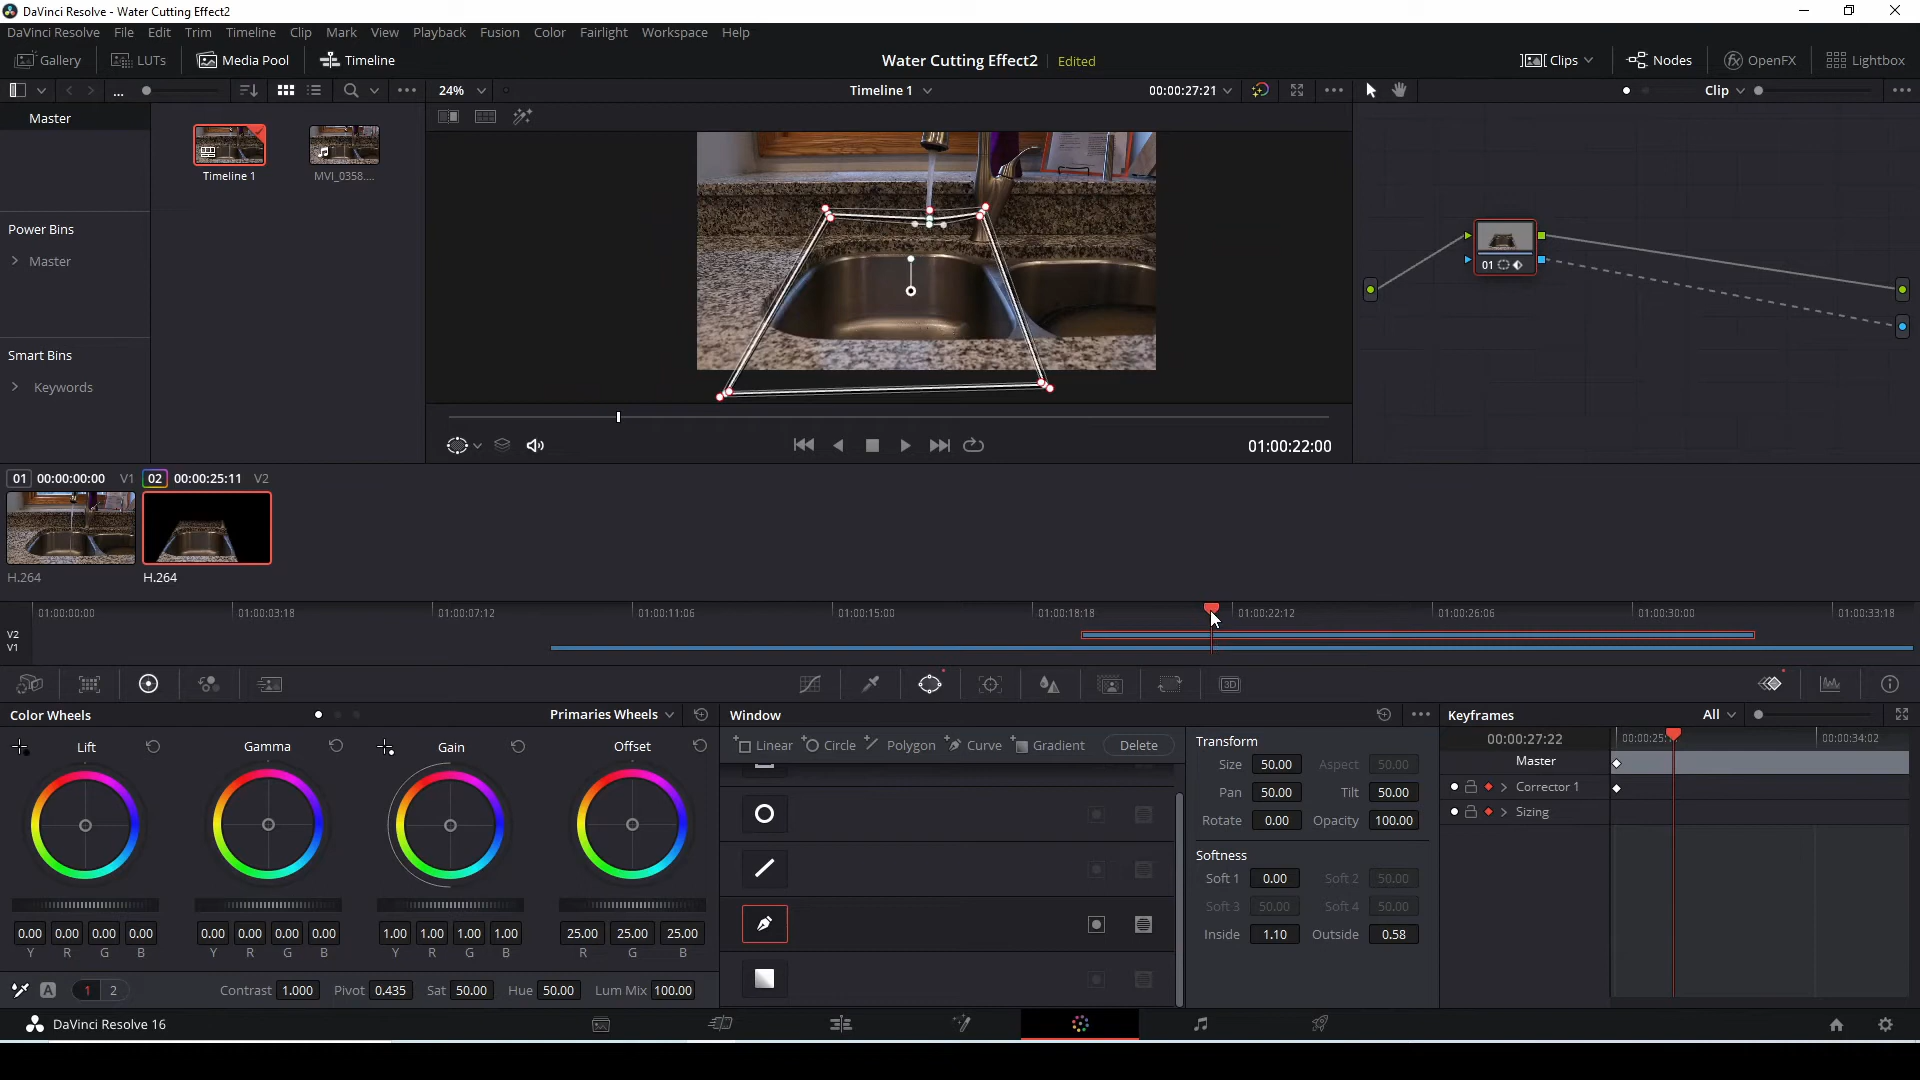 DaVinci Resolve - Water Cutting Effect2
DaVinci Resolve File Edit Trim Timeline Clip Mark View Playback Fusion Color Fairlight Workspace Help
Gallery LUTs Media Pool Timeline Water Cutting Effect2 Edited Clips Nodes OpenFX Lightbox
... 24% Timeline 1 00:00:27:21 Clip
Master
Timeline 1 MVI_0358....
Power Bins
Master
Smart Bins
Keywords
01
01:00:22:00
01 00:00:00:00 V1 02 00:00:25:11 V2
H.264 H.264
01:00:00:00 01:00:03:18 01:00:07:12 01:00:11:06 01:00:15:00 01:00:18:18 01:00:22:12 01:00:26:06 01:00:30:00 01:00:33:18
V2
V1
3D
Color Wheels Primaries Wheels Window Keyframes All
Lift Gamma Gain Offset Linear Circle Polygon Curve Gradient Delete
Transform
Size 50.00 Aspect 50.00
Pan 50.00 Tilt 50.00
Rotate 0.00 Opacity 100.00
Softness
Soft 1 0.00 Soft 2 50.00
Soft 3 50.00 Soft 4 50.00
Inside 1.10 Outside 0.58
00:00:27:22 00:00:25: 00:00:34:02
Master
Corrector 1
Sizing
0.00 0.00 0.00 0.00 0.00 0.00 0.00 0.00 1.00 1.00 1.00 1.00 25.00 25.00 25.00
Y R G B Y R G B Y R G B R G B
A 1 2 Contrast 1.000 Pivot 0.435 Sat 50.00 Hue 50.00 Lum Mix 100.00
DaVinci Resolve 16